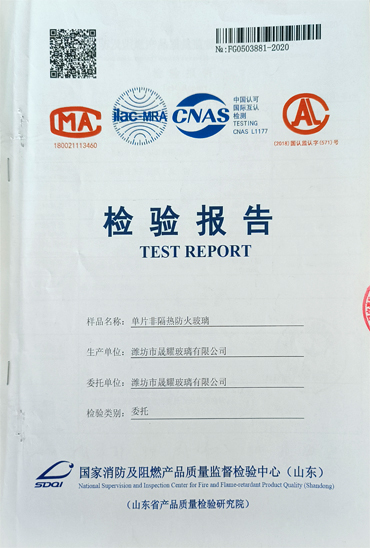 №:FG0503881-2020
MA
180021113460
ilac-MRA
CNAS
中国认可
国际互认
检测
TESTING
CNAS L1177
CAL
(2018)国认监认字(571)号
检验报告
TEST REPORT
样品名称：单片非隔热防火玻璃
生产单位：潍坊市晟耀玻璃有限公司
委托单位：潍坊市晟耀玻璃有限公司
检验类别：委托
SDQI
国家消防及阻燃产品质量监督检验中心（山东）
National Supervision and Inspection Center for Fire and Flame-retardant Product Quality (Shandong)
（山东省产品质量检验研究院）